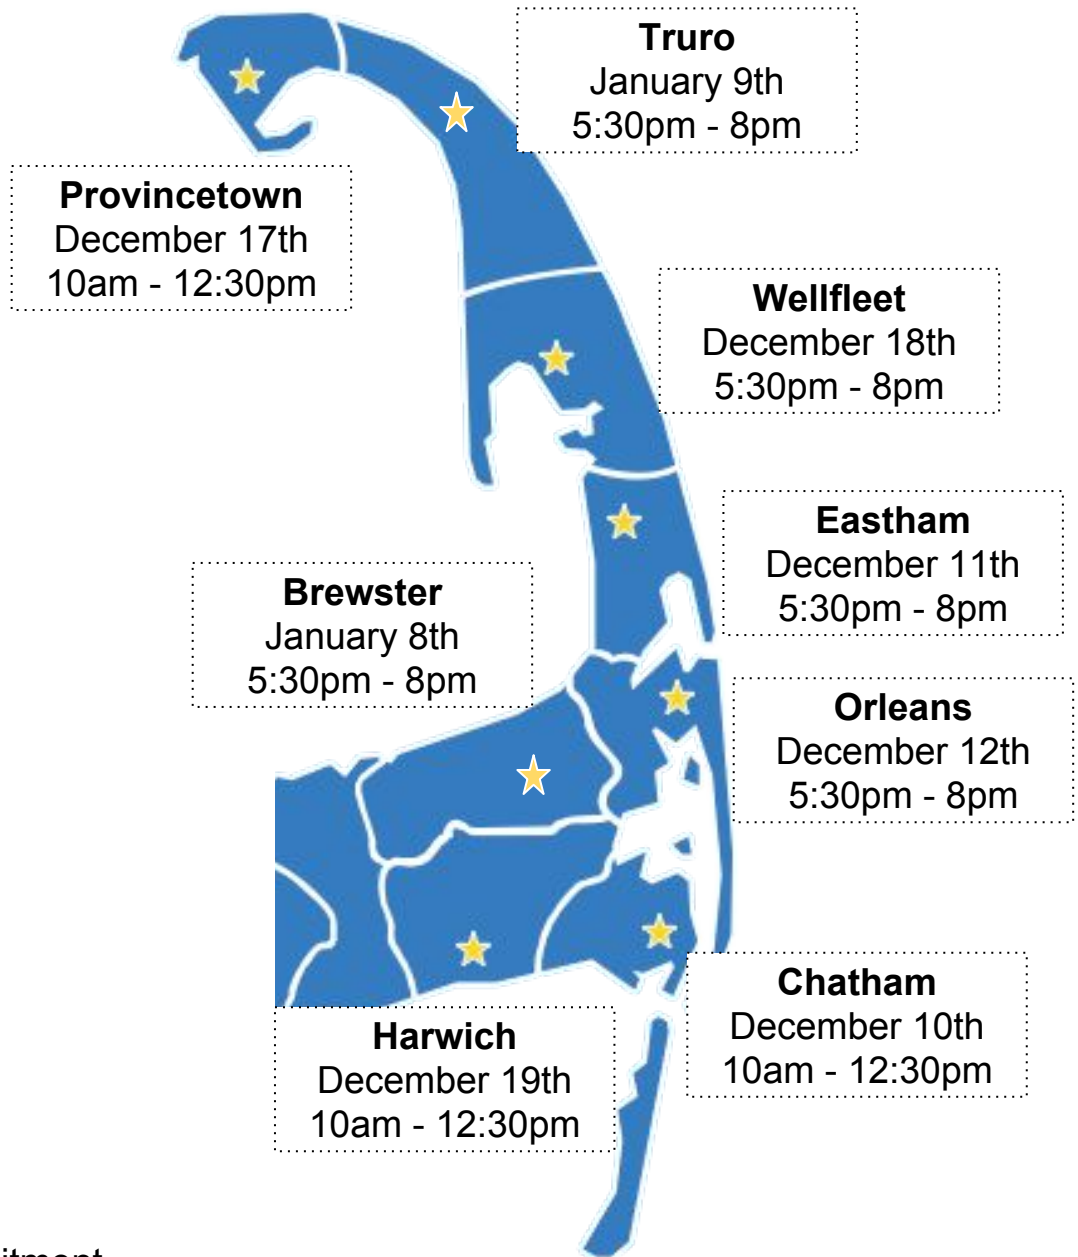 Truro
January 9th
5:30pm - 8pm
Provincetown
December 17th
10am - 12:30pm
Wellfleet
December 18th
5:30pm - 8pm
Eastham
December 11th
5:30pm - 8pm
Brewster
January 8th
5:30pm - 8pm
Orleans
December 12th
5:30pm - 8pm
Chatham
December 10th
10am - 12:30pm
Harwich
December 19th
10am - 12:30pm